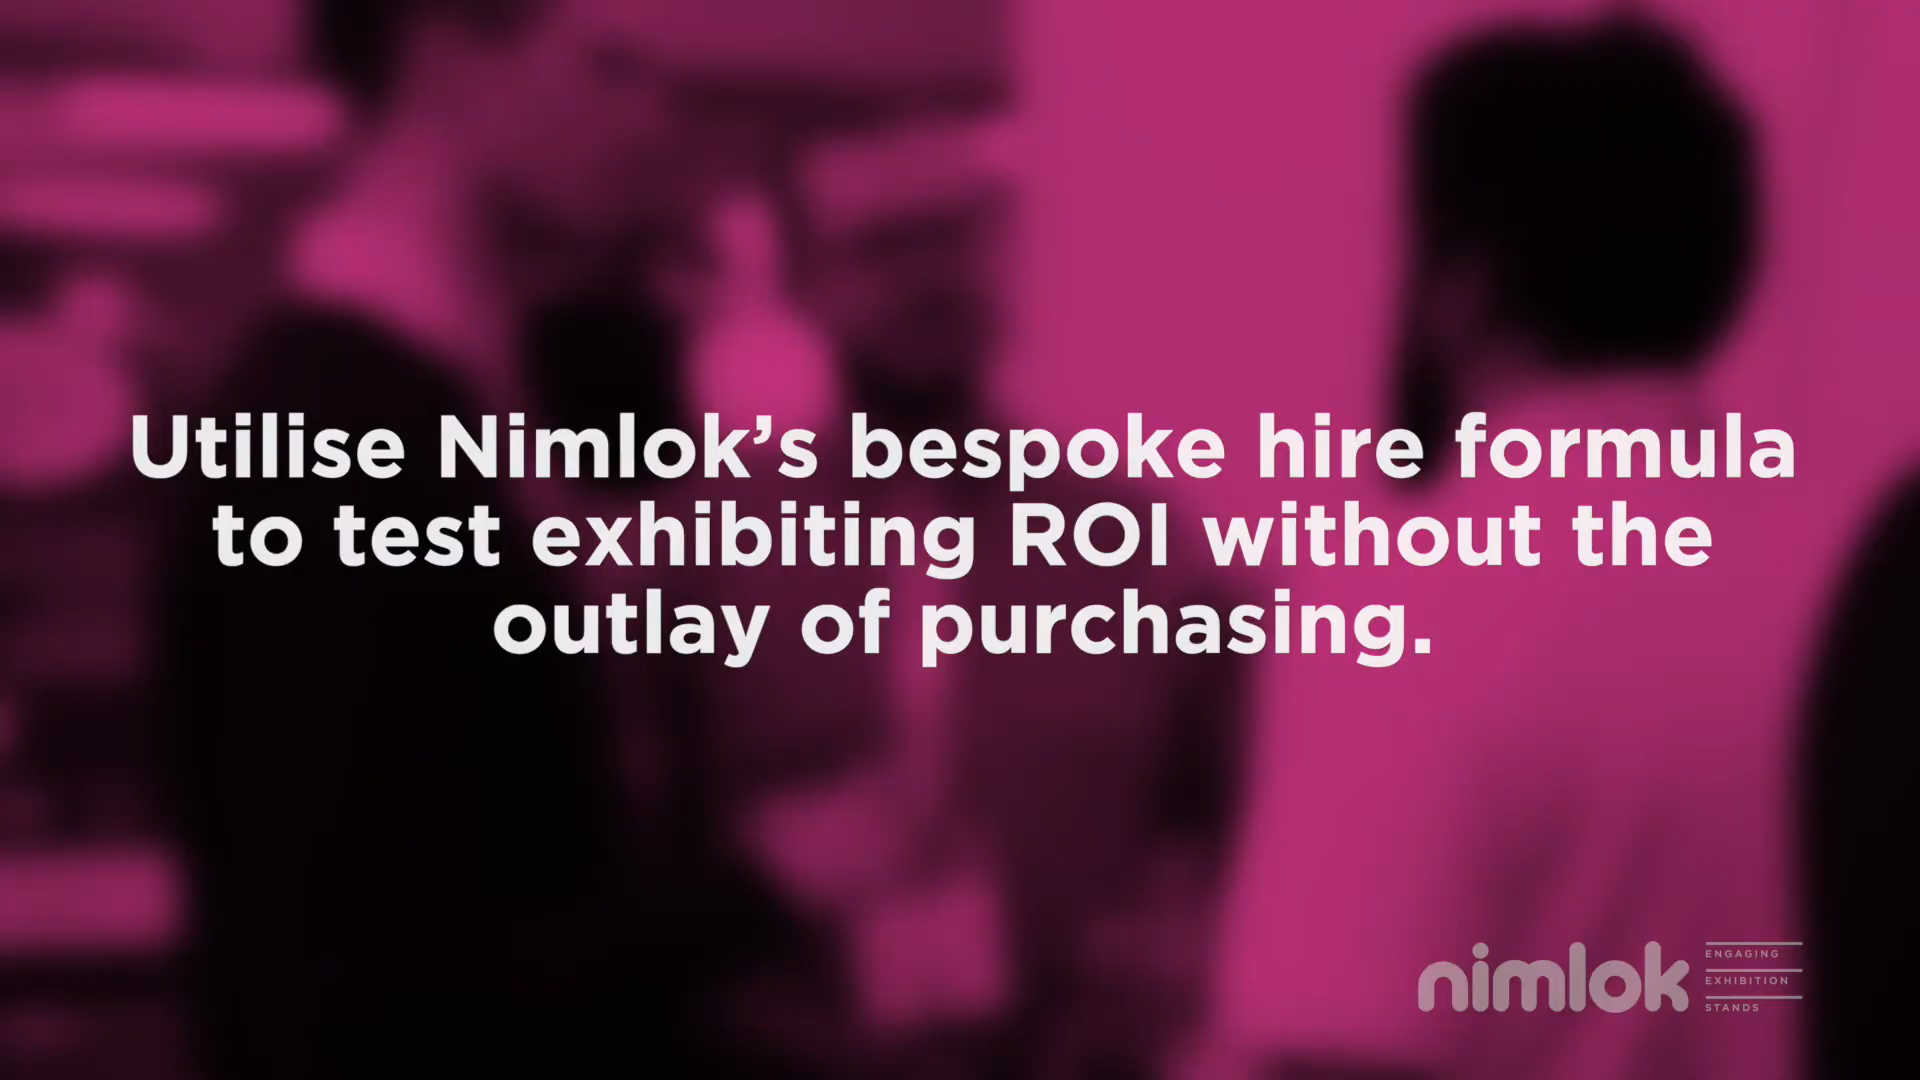 Utilise Nimlok’s bespoke hire formula
to test exhibiting ROI without the
outlay of purchasing.
nimlok
ENGAGING
EXHIBITION
STANDS